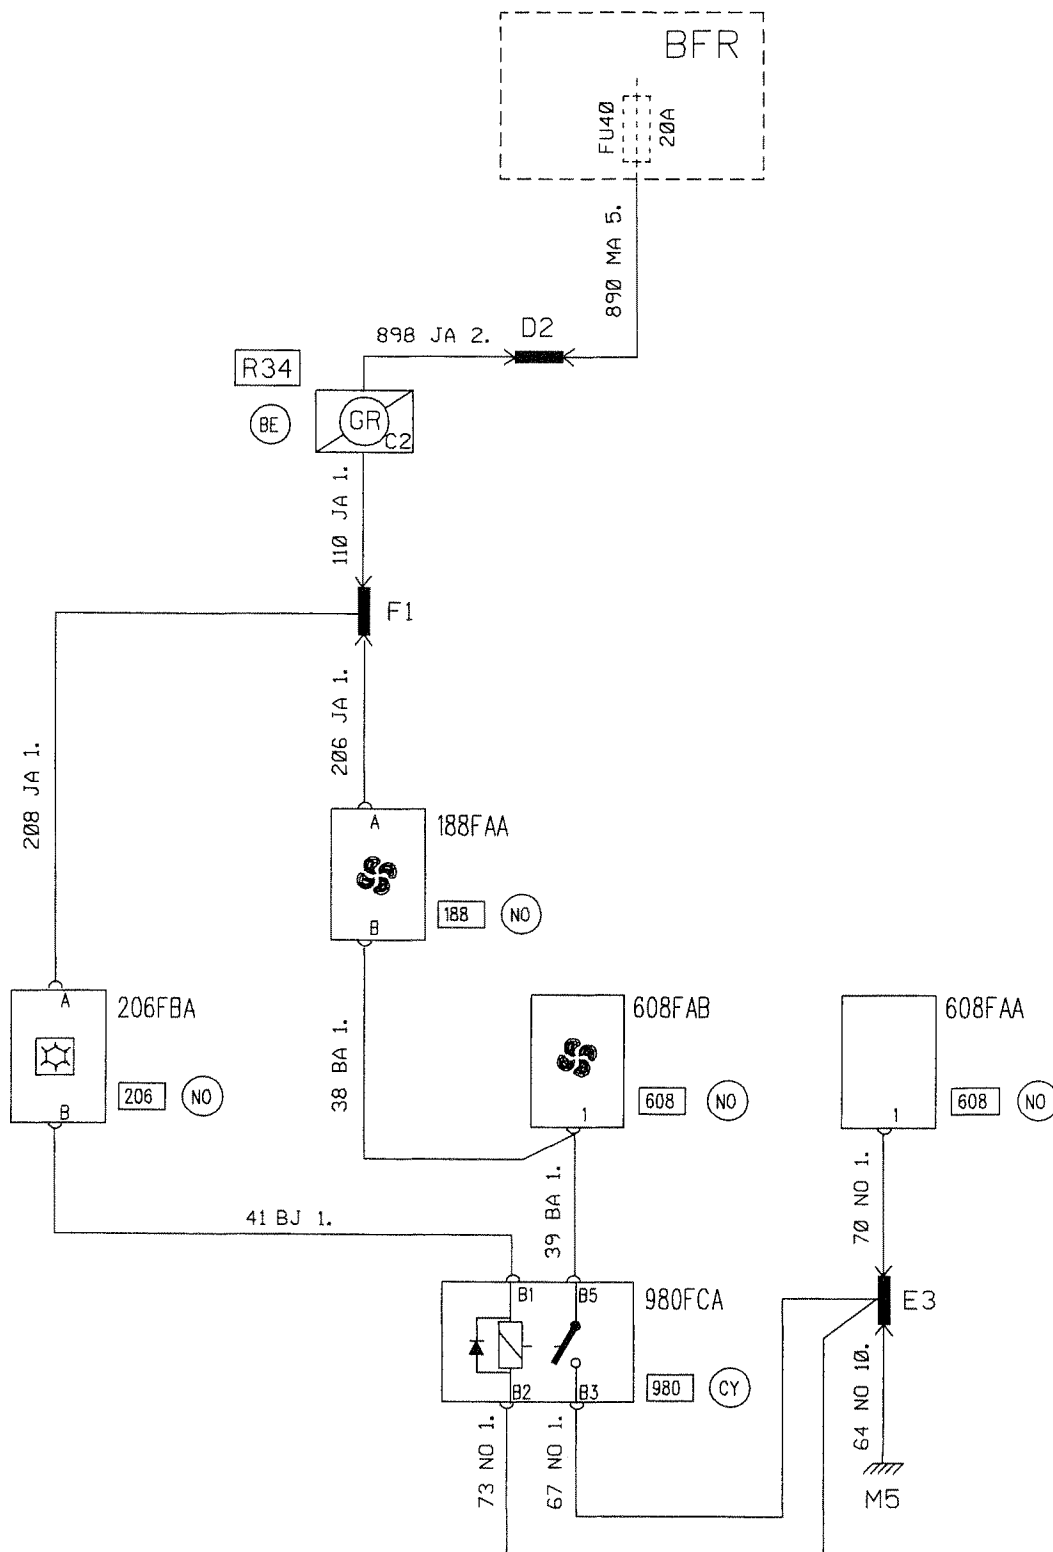 BFR
FU40
20A
890 MA 5.
898 JA 2.
D2
R34
BE
GR
C2
110 JA 1.
F1
208 JA 1.
206 JA 1.
A
188FAA
188
NO
B
A
206FBA
206
NO
B
38 BA 1.
608FAB
608
NO
1
608FAA
608
NO
1
41 BJ 1.
39 BA 1.
70 NO 1.
B1
B5
980FCA
980
CY
B2
B3
E3
73 NO 1.
67 NO 1.
64 NO 10.
M5